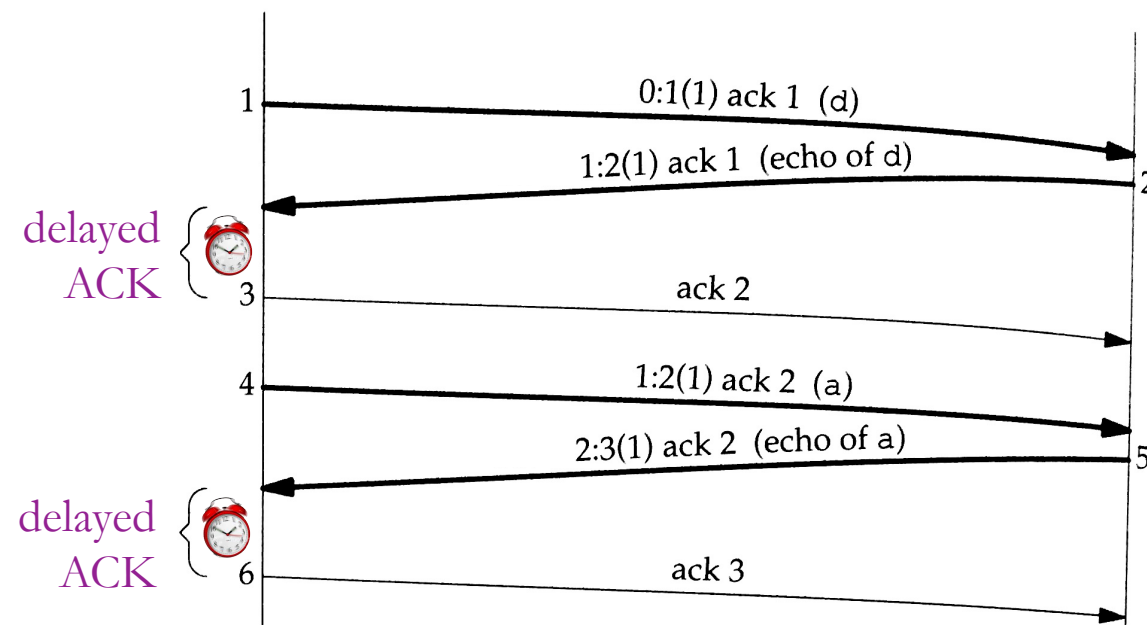 1
0:1(1) ack 1 (d)
1:2(1) ack 1 (echo of d)
2
delayed
ACK
3
ack 2
4
1:2(1) ack 2 (a)
2:3(1) ack 2 (echo of a)
5
delayed
ACK
6
ack 3